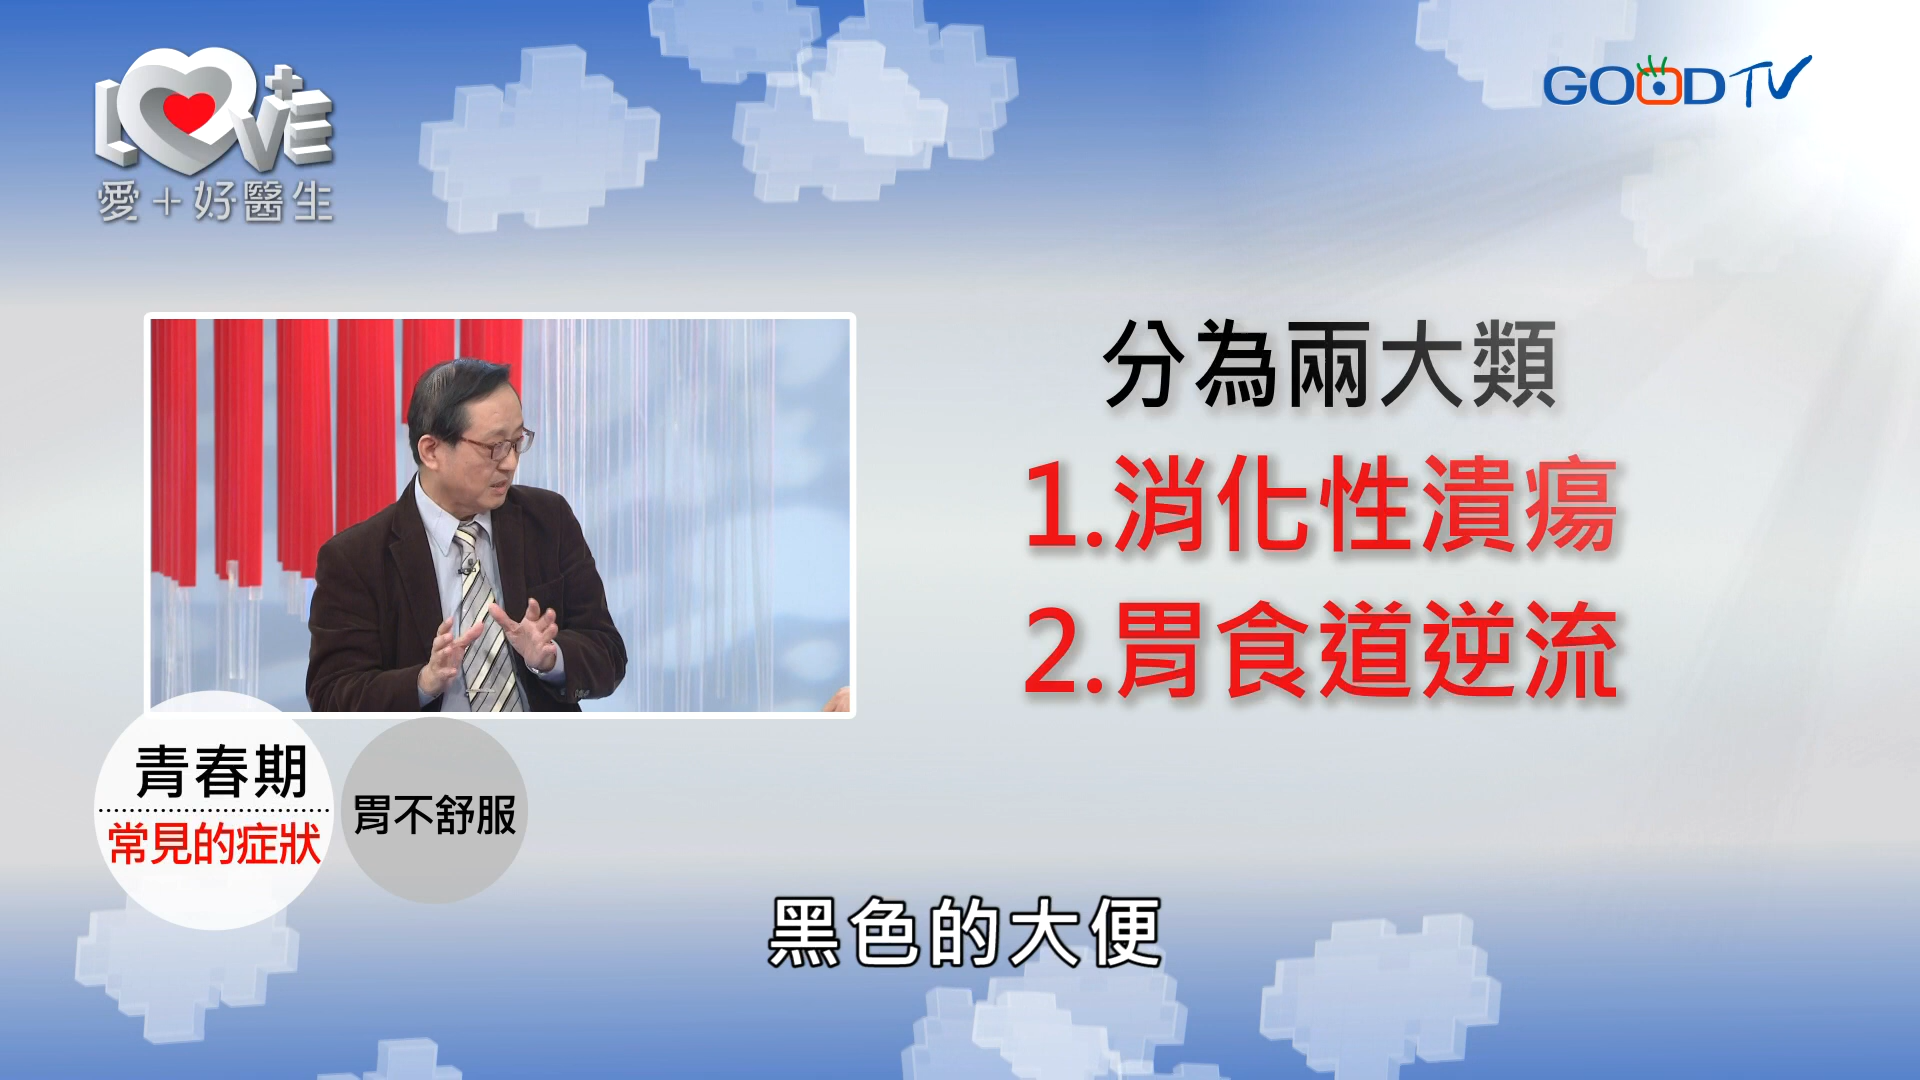 LOVE
愛+好醫生
GOODTV
分為兩大類
1.消化性潰瘍
2.胃食道逆流
青春期
常見的症狀
胃不舒服
黑色的大便